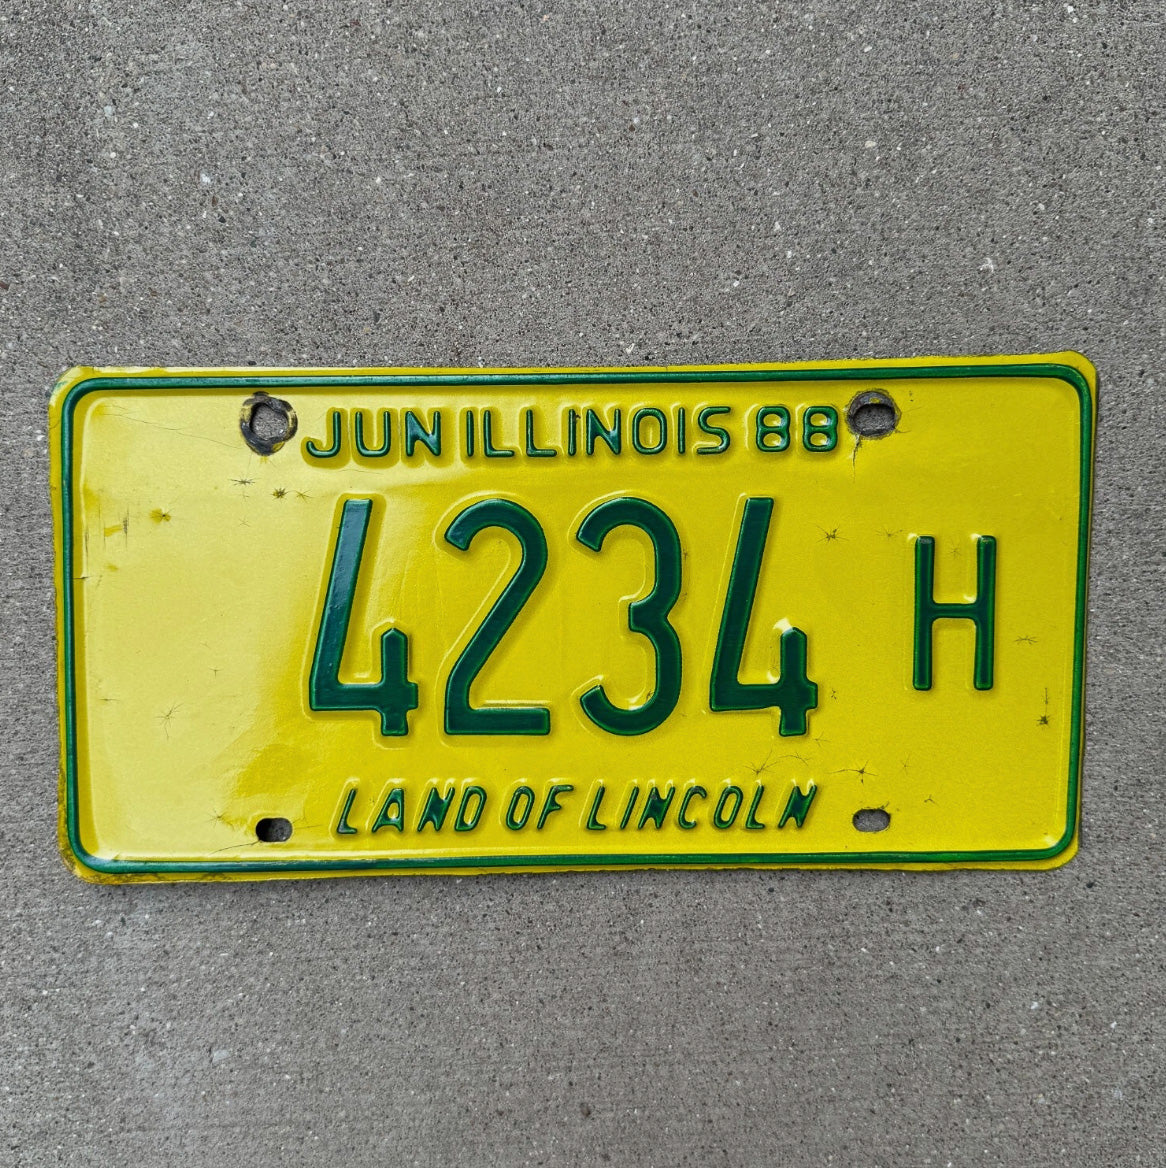 JUN ILLINOIS 88
4234 H
LAND OF LINCOLN